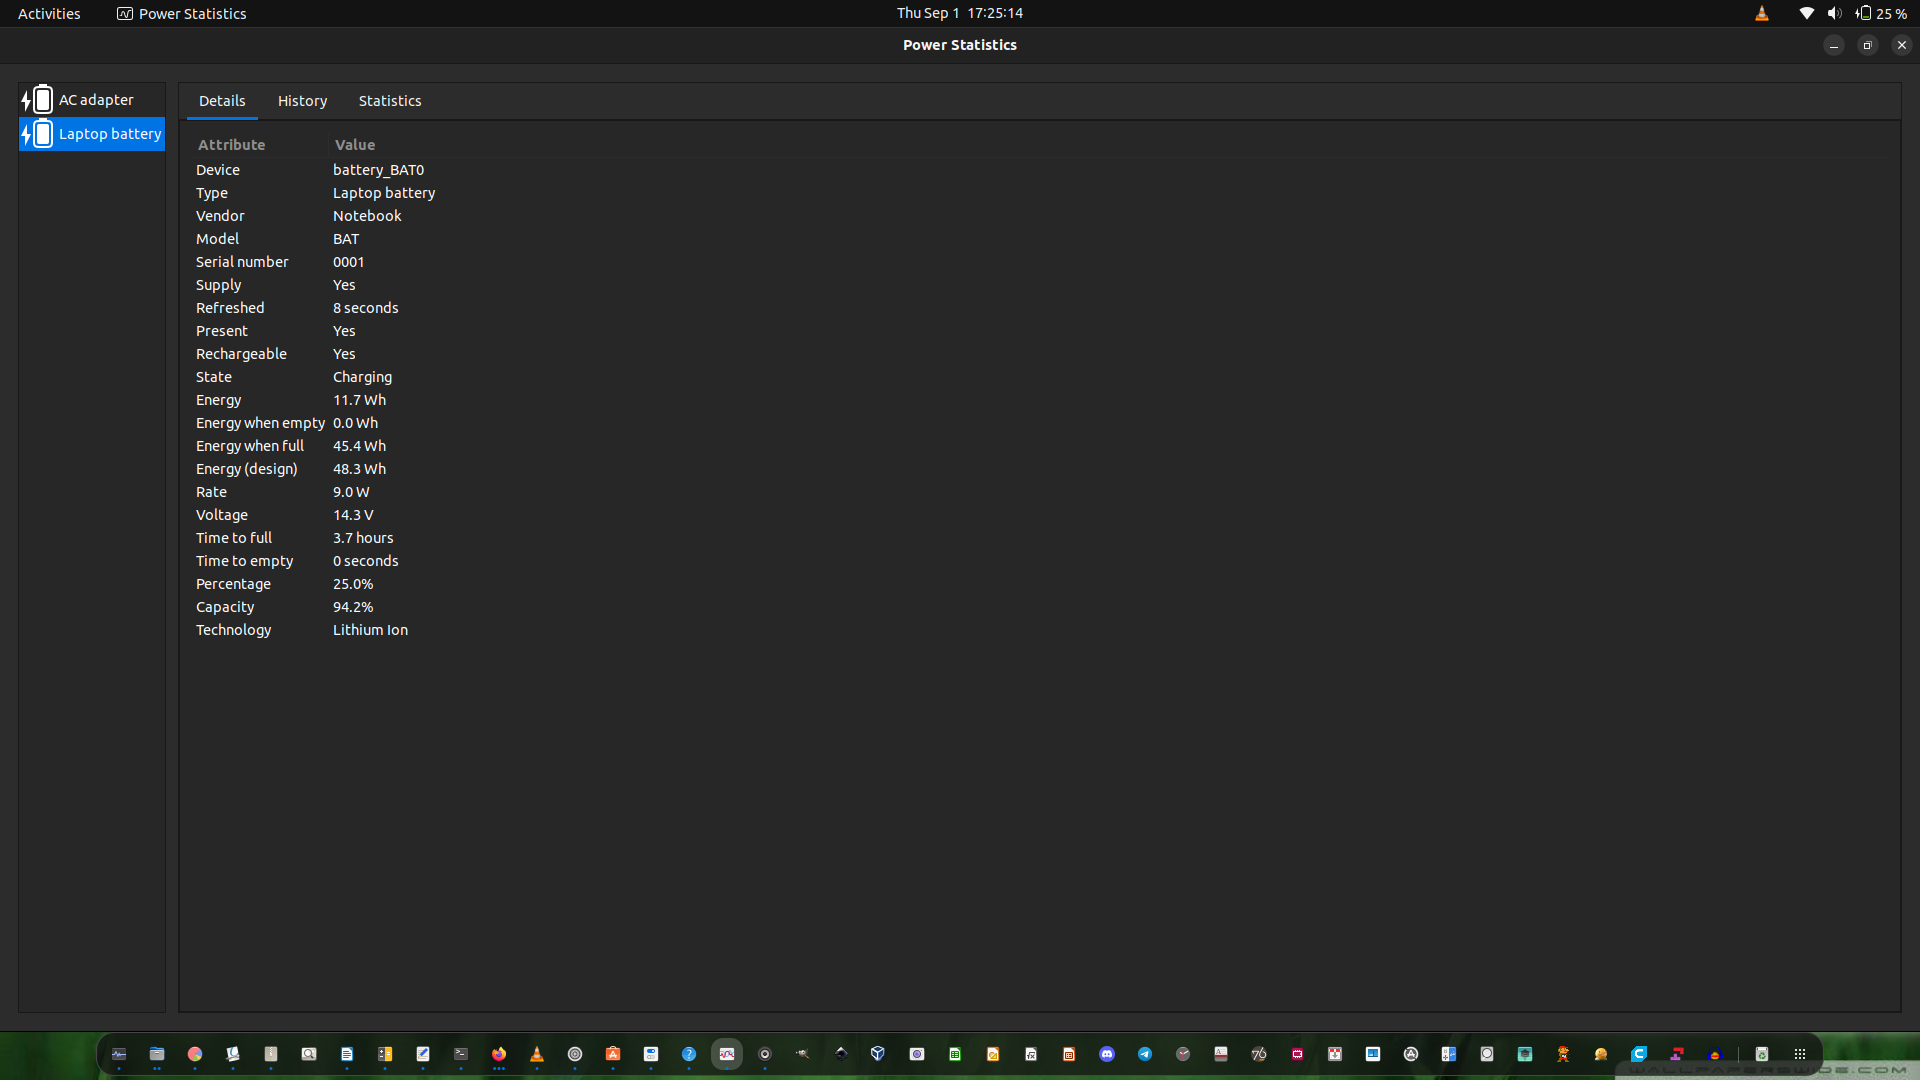 Activities Power Statistics Thu Sep 1 17:25:14 25 %
Power Statistics
AC adapter
Laptop battery
Details History Statistics
Attribute Value
Device battery_BAT0
Type Laptop battery
Vendor Notebook
Model BAT
Serial number 0001
Supply Yes
Refreshed 8 seconds
Present Yes
Rechargeable Yes
State Charging
Energy 11.7 Wh
Energy when empty 0.0 Wh
Energy when full 45.4 Wh
Energy (design) 48.3 Wh
Rate 9.0 W
Voltage 14.3 V
Time to full 3.7 hours
Time to empty 0 seconds
Percentage 25.0%
Capacity 94.2%
Technology Lithium Ion
76
WALLPAPERSWIDE.COM